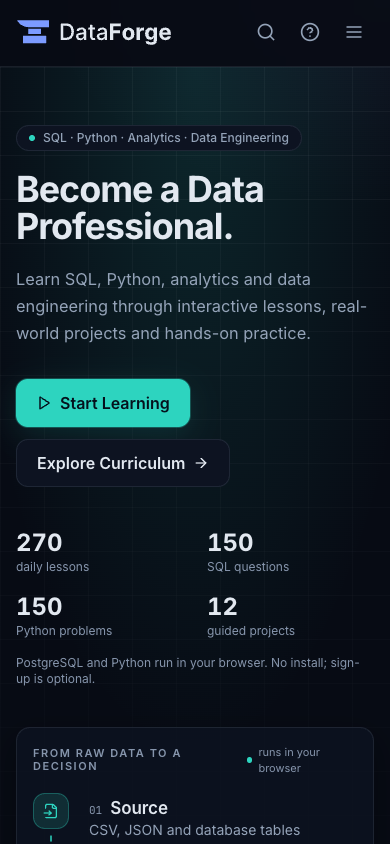 DataForge
SQL · Python · Analytics · Data Engineering
Become a Data
Professional.
Learn SQL, Python, analytics and data
engineering through interactive lessons, real-
world projects and hands-on practice.
Start Learning
Explore Curriculum →
270
daily lessons
150
SQL questions
150
Python problems
12
guided projects
PostgreSQL and Python run in your browser. No install; sign-
up is optional.
FROM RAW DATA TO A
DECISION
runs in your
browser
01 Source
CSV, JSON and database tables